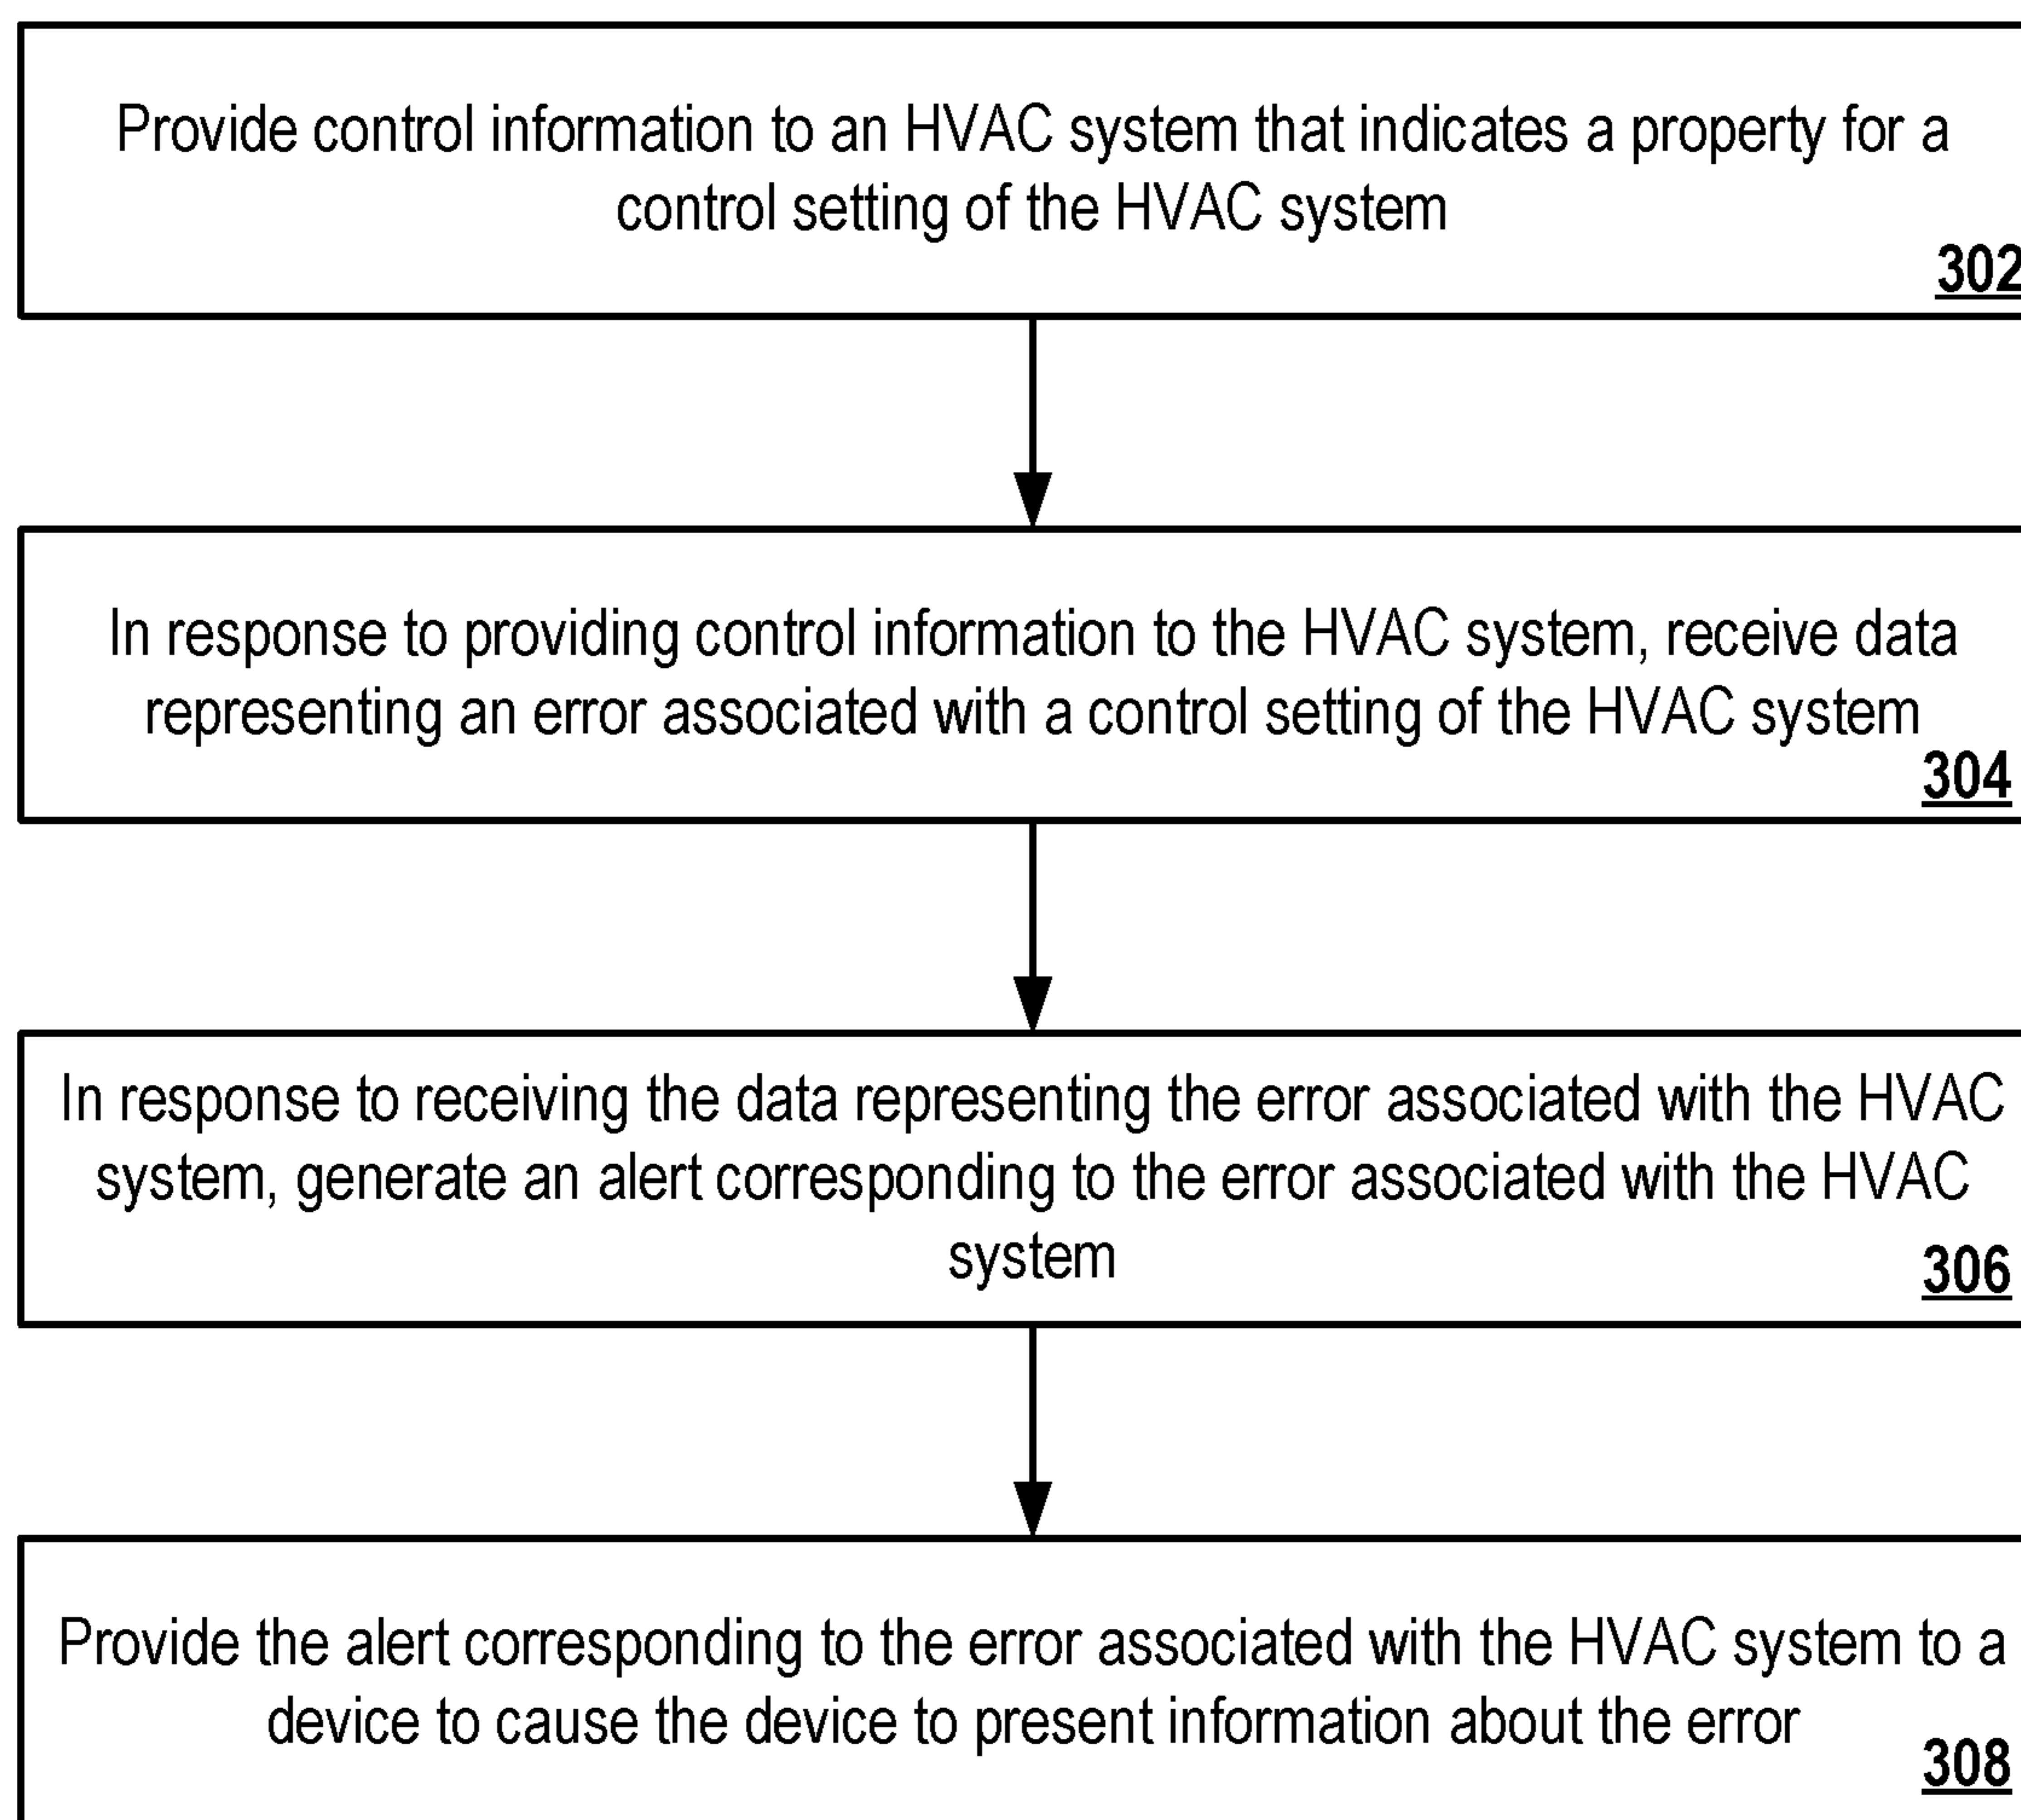 Provide control information to an HVAC system that indicates a property for a
control setting of the HVAC system
302
In response to providing control information to the HVAC system, receive data
representing an error associated with a control setting of the HVAC system
304
In response to receiving the data representing the error associated with the HVAC
system, generate an alert corresponding to the error associated with the HVAC
system
306
Provide the alert corresponding to the error associated with the HVAC system to a
device to cause the device to present information about the error
308